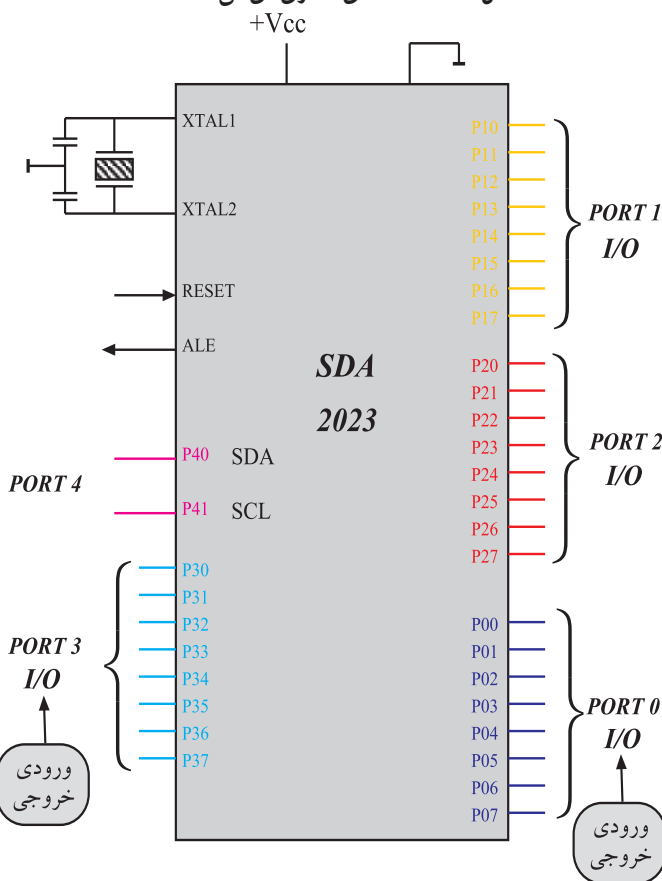 +Vcc
XTAL1
XTAL2
RESET
ALE
P40 SDA
P41 SCL
PORT 4
P30
P31
P32
P33
P34
P35
P36
P37
PORT 3
I/O
ورودی
خروجی
SDA
2023
P10
P11
P12
P13
P14
P15
P16
P17
PORT 1
I/O
P20
P21
P22
P23
P24
P25
P26
P27
PORT 2
I/O
P00
P01
P02
P03
P04
P05
P06
P07
PORT 0
I/O
ورودی
خروجی